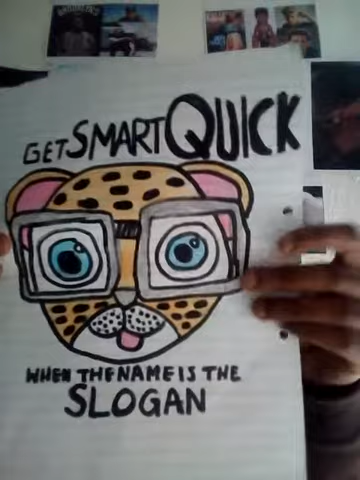 GET SMART QUICK
WHEN THE NAME IS THE
SLOGAN